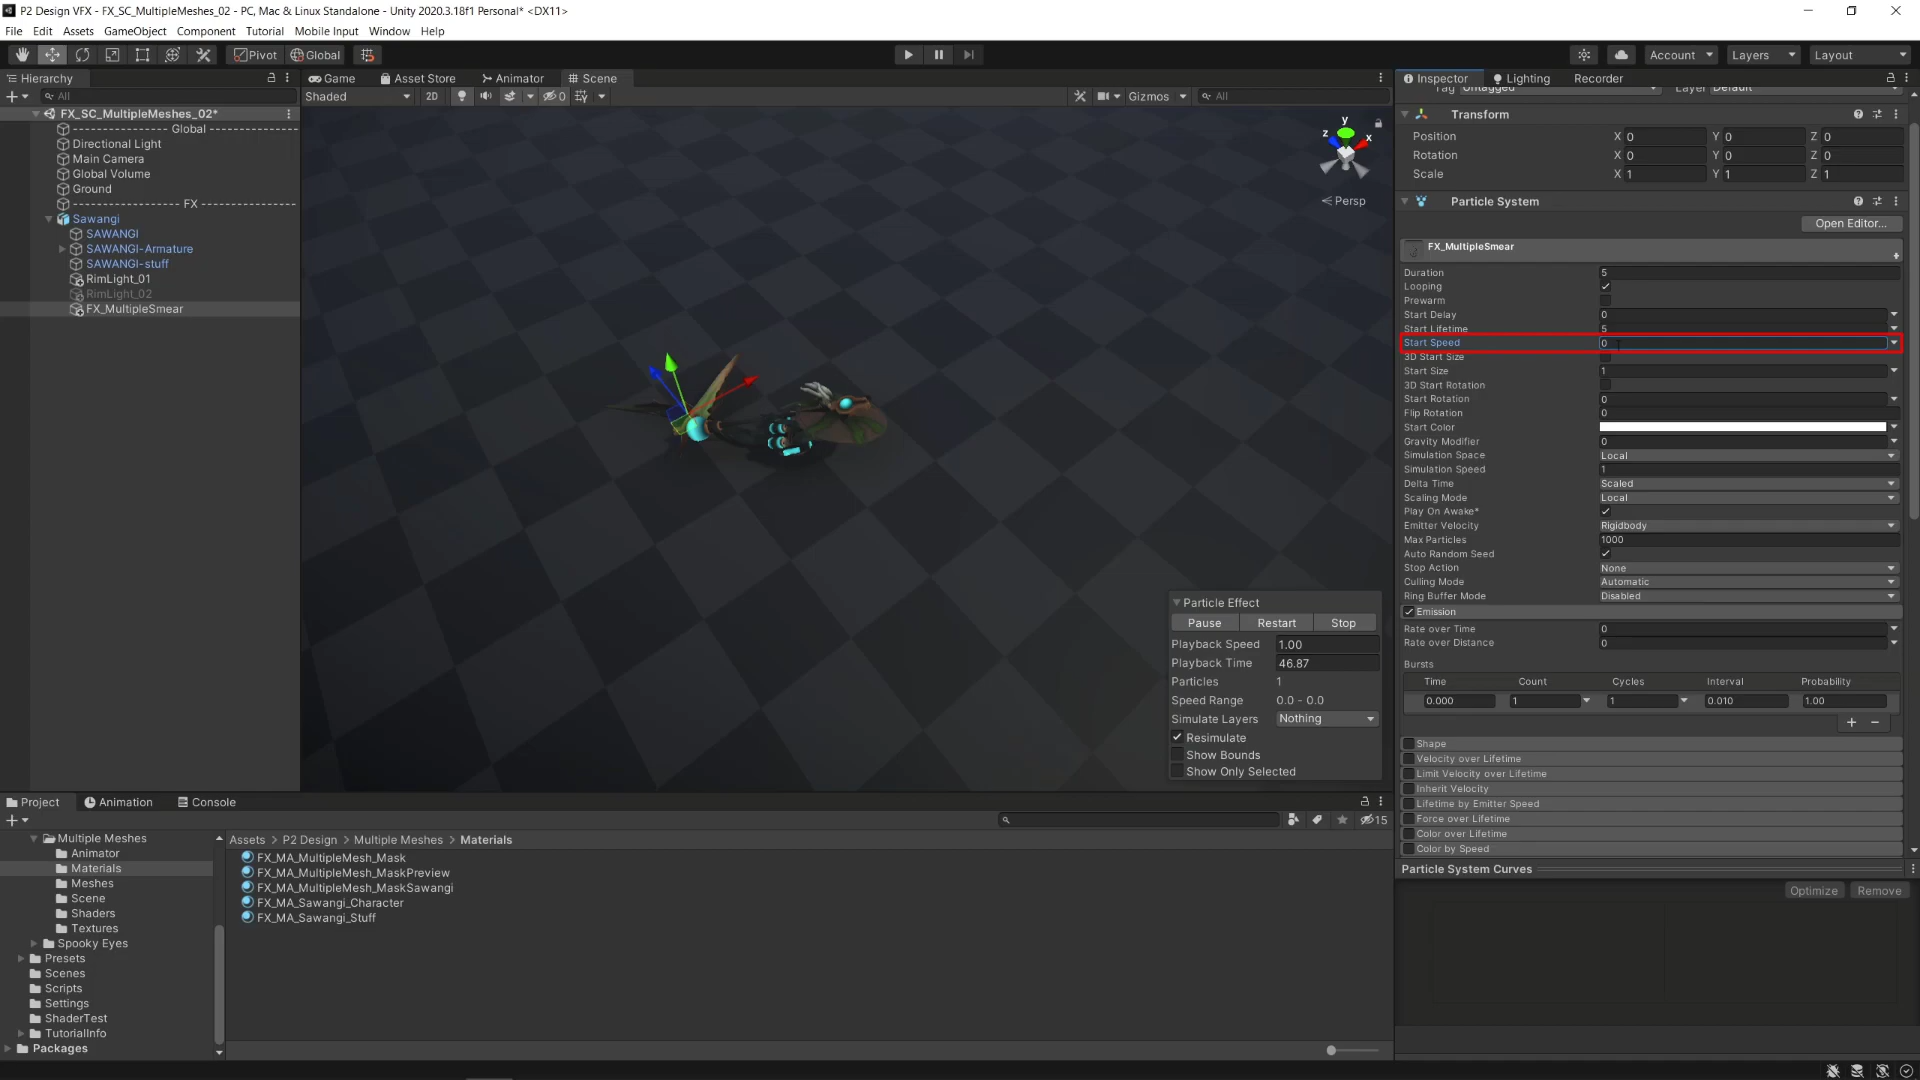 P2 Design VFX - FX_SC_MultipleMeshes_02 - PC, Mac & Linux Standalone - Unity 2020.3.18f1 Personal* <DX11>
File Edit Assets GameObject Component Tutorial Mobile Input Window Help
Pivot Global Account Layers Layout
Hierarchy Game Asset Store Animator Scene Inspector Lighting Recorder
All Shaded 2D 0 Gizmos All Tag Untagged Layer Default
FX_SC_MultipleMeshes_02*
--------------- Global ---------------
Directional Light
Main Camera
Global Volume
Ground
--------------- FX ---------------
Sawangi
SAWANGI
SAWANGI-Armature
SAWANGI-stuff
RimLight_01
RimLight_02
FX_MultipleSmear
y
z x
Persp
Particle Effect
Pause Restart Stop
Playback Speed 1.00
Playback Time 46.87
Particles 1
Speed Range 0.0 - 0.0
Simulate Layers Nothing
Resimulate
Show Bounds
Show Only Selected
Transform
Position X 0 Y 0 Z 0
Rotation X 0 Y 0 Z 0
Scale X 1 Y 1 Z 1
Particle System
Open Editor...
FX_MultipleSmear
Duration 5
Looping
Prewarm
Start Delay 0
Start Lifetime 5
Start Speed 0
3D Start Size
Start Size 1
3D Start Rotation
Start Rotation 0
Flip Rotation 0
Start Color
Gravity Modifier 0
Simulation Space Local
Simulation Speed 1
Delta Time Scaled
Scaling Mode Local
Play On Awake*
Emitter Velocity Rigidbody
Max Particles 1000
Auto Random Seed
Stop Action None
Culling Mode Automatic
Ring Buffer Mode Disabled
Emission
Rate over Time 0
Rate over Distance 0
Bursts
Time Count Cycles Interval Probability
0.000 1 1 0.010 1.00
Shape
Velocity over Lifetime
Limit Velocity over Lifetime
Inherit Velocity
Lifetime by Emitter Speed
Force over Lifetime
Color over Lifetime
Color by Speed
Particle System Curves
Optimize Remove
Project Animation Console
15
Multiple Meshes
Animator
Materials
Meshes
Scene
Shaders
Textures
Spooky Eyes
Presets
Scenes
Scripts
Settings
ShaderTest
TutorialInfo
Packages
Assets > P2 Design > Multiple Meshes > Materials
FX_MA_MultipleMesh_Mask
FX_MA_MultipleMesh_MaskPreview
FX_MA_MultipleMesh_MaskSawangi
FX_MA_Sawangi_Character
FX_MA_Sawangi_Stuff